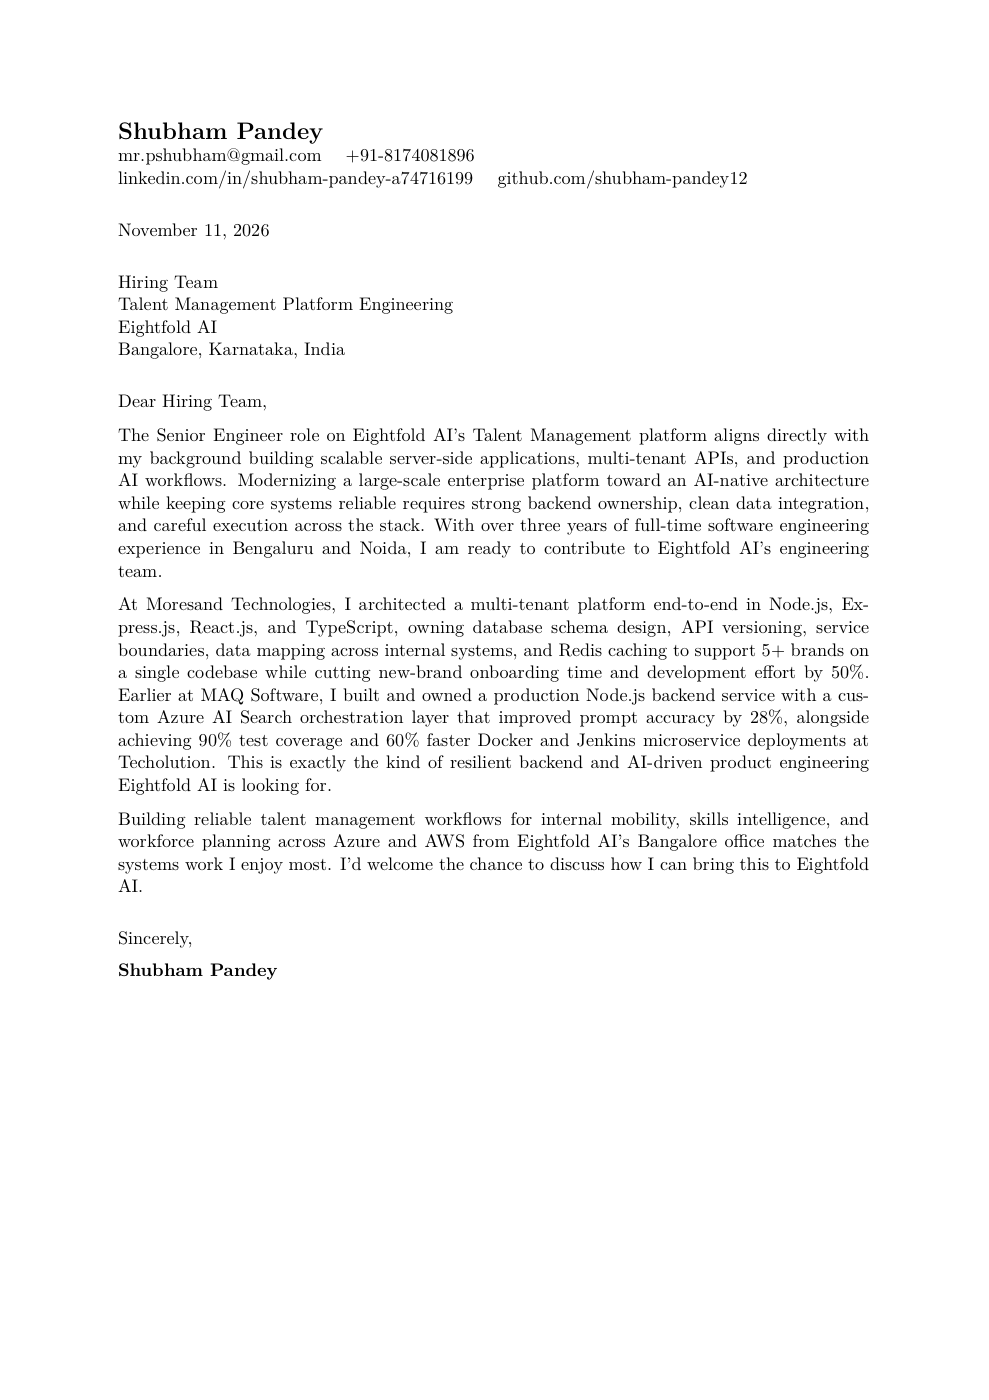 Shubham Pandey
mr.pshubham@gmail.com +91-8174081896
linkedin.com/in/shubham-pandey-a74716199 github.com/shubham-pandey12
November 11, 2026
Hiring Team
Talent Management Platform Engineering
Eightfold AI
Bangalore, Karnataka, India
Dear Hiring Team,
The Senior Engineer role on Eightfold AI's Talent Management platform aligns directly with
my background building scalable server-side applications, multi-tenant APIs, and production
AI workflows. Modernizing a large-scale enterprise platform toward an AI-native architecture
while keeping core systems reliable requires strong backend ownership, clean data integration,
and careful execution across the stack. With over three years of full-time software engineering
experience in Bengaluru and Noida, I am ready to contribute to Eightfold AI's engineering
team.
At Moresand Technologies, I architected a multi-tenant platform end-to-end in Node.js, Ex-
press.js, React.js, and TypeScript, owning database schema design, API versioning, service
boundaries, data mapping across internal systems, and Redis caching to support 5+ brands on
a single codebase while cutting new-brand onboarding time and development effort by 50%.
Earlier at MAQ Software, I built and owned a production Node.js backend service with a cus-
tom Azure AI Search orchestration layer that improved prompt accuracy by 28%, alongside
achieving 90% test coverage and 60% faster Docker and Jenkins microservice deployments at
Techolution. This is exactly the kind of resilient backend and AI-driven product engineering
Eightfold AI is looking for.
Building reliable talent management workflows for internal mobility, skills intelligence, and
workforce planning across Azure and AWS from Eightfold AI's Bangalore office matches the
systems work I enjoy most. I'd welcome the chance to discuss how I can bring this to Eightfold
AI.
Sincerely,
Shubham Pandey